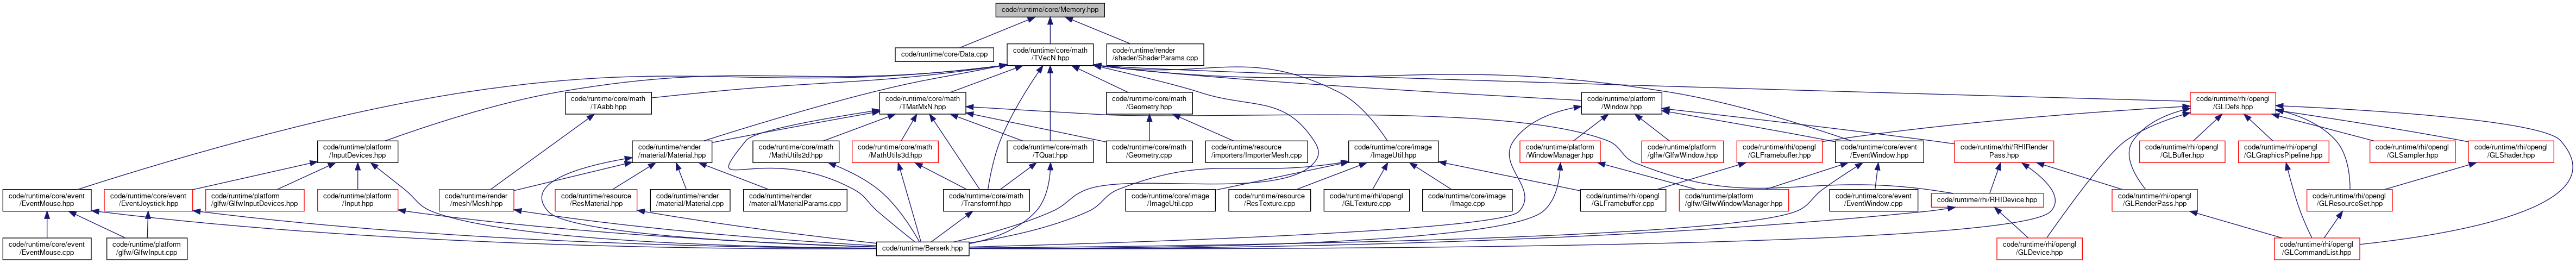 code/runtime/core/Memory.hpp
code/runtime/core/Data.cpp
code/runtime/core/math
/TVecN.hpp
code/runtime/render
/shader/ShaderParams.cpp
code/runtime/core/math
/TAabb.hpp
code/runtime/core/math
/TMatMxN.hpp
code/runtime/core/math
/Geometry.hpp
code/runtime/platform
/Window.hpp
code/runtime/rhi/opengl
/GLDefs.hpp
code/runtime/platform
/InputDevices.hpp
code/runtime/render
/material/Material.hpp
code/runtime/core/math
/MathUtils2d.hpp
code/runtime/core/math
/MathUtils3d.hpp
code/runtime/core/math
/TQuat.hpp
code/runtime/core/math
/Geometry.cpp
code/runtime/resource
/importers/ImporterMesh.cpp
code/runtime/core/image
/ImageUtil.hpp
code/runtime/platform
/WindowManager.hpp
code/runtime/platform
/glfw/GlfwWindow.hpp
code/runtime/rhi/opengl
/GLFramebuffer.hpp
code/runtime/core/event
/EventWindow.hpp
code/runtime/rhi/RHIRender
Pass.hpp
code/runtime/rhi/opengl
/GLBuffer.hpp
code/runtime/rhi/opengl
/GLGraphicsPipeline.hpp
code/runtime/rhi/opengl
/GLSampler.hpp
code/runtime/rhi/opengl
/GLShader.hpp
code/runtime/core/event
/EventMouse.hpp
code/runtime/core/event
/EventJoystick.hpp
code/runtime/platform
/glfw/GlfwInputDevices.hpp
code/runtime/platform
/Input.hpp
code/runtime/render
/mesh/Mesh.hpp
code/runtime/resource
/ResMaterial.hpp
code/runtime/render
/material/Material.cpp
code/runtime/render
/material/MaterialParams.cpp
code/runtime/core/math
/Transformf.hpp
code/runtime/core/image
/ImageUtil.cpp
code/runtime/resource
/ResTexture.cpp
code/runtime/rhi/opengl
/GLTexture.cpp
code/runtime/core/image
/Image.cpp
code/runtime/rhi/opengl
/GLFramebuffer.cpp
code/runtime/platform
/glfw/GlfwWindowManager.hpp
code/runtime/core/event
/EventWindow.cpp
code/runtime/rhi/RHIDevice.hpp
code/runtime/rhi/opengl
/GLRenderPass.hpp
code/runtime/rhi/opengl
/GLResorceSet.hpp
code/runtime/core/event
/EventMouse.cpp
code/runtime/platform
/glfw/GlfwInput.cpp
code/runtime/Berserk.hpp
code/runtime/rhi/opengl
/GLDevice.hpp
code/runtime/rhi/opengl
/GLCommandList.hpp